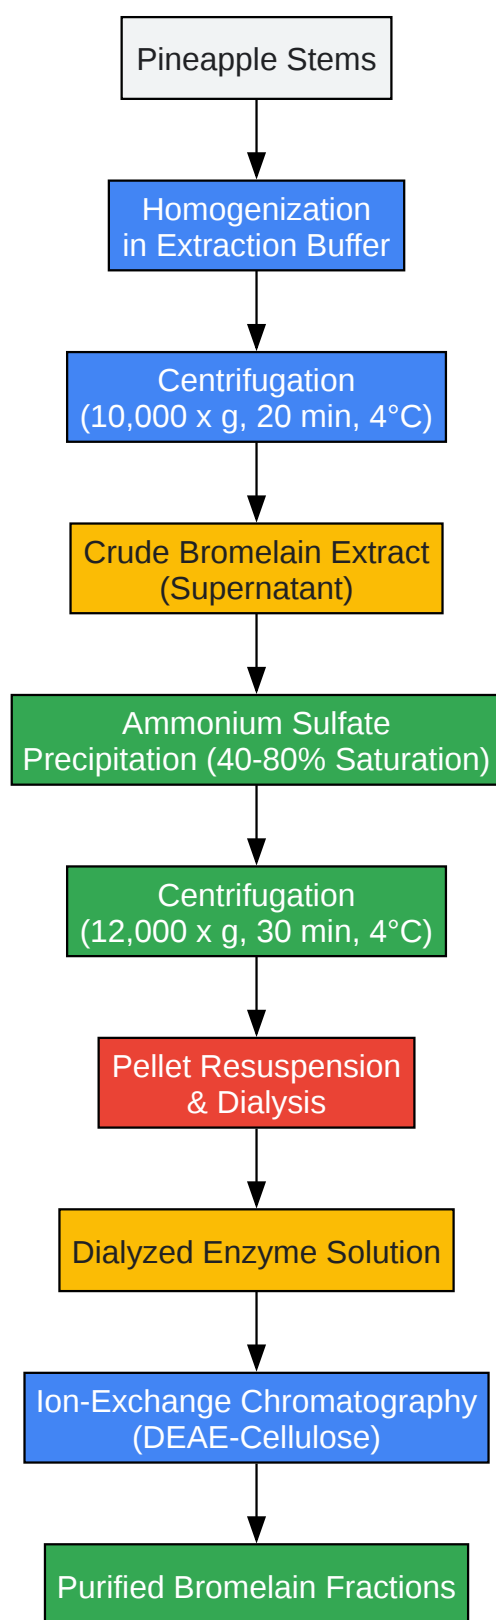 Pineapple Stems
Homogenization
in Extraction Buffer
Centrifugation
(10,000 x g, 20 min, 4°C)
Crude Bromelain Extract
(Supernatant)
Ammonium Sulfate
Precipitation (40-80% Saturation)
Centrifugation
(12,000 x g, 30 min, 4°C)
Pellet Resuspension
& Dialysis
Dialyzed Enzyme Solution
Ion-Exchange Chromatography
(DEAE-Cellulose)
Purified Bromelain Fractions